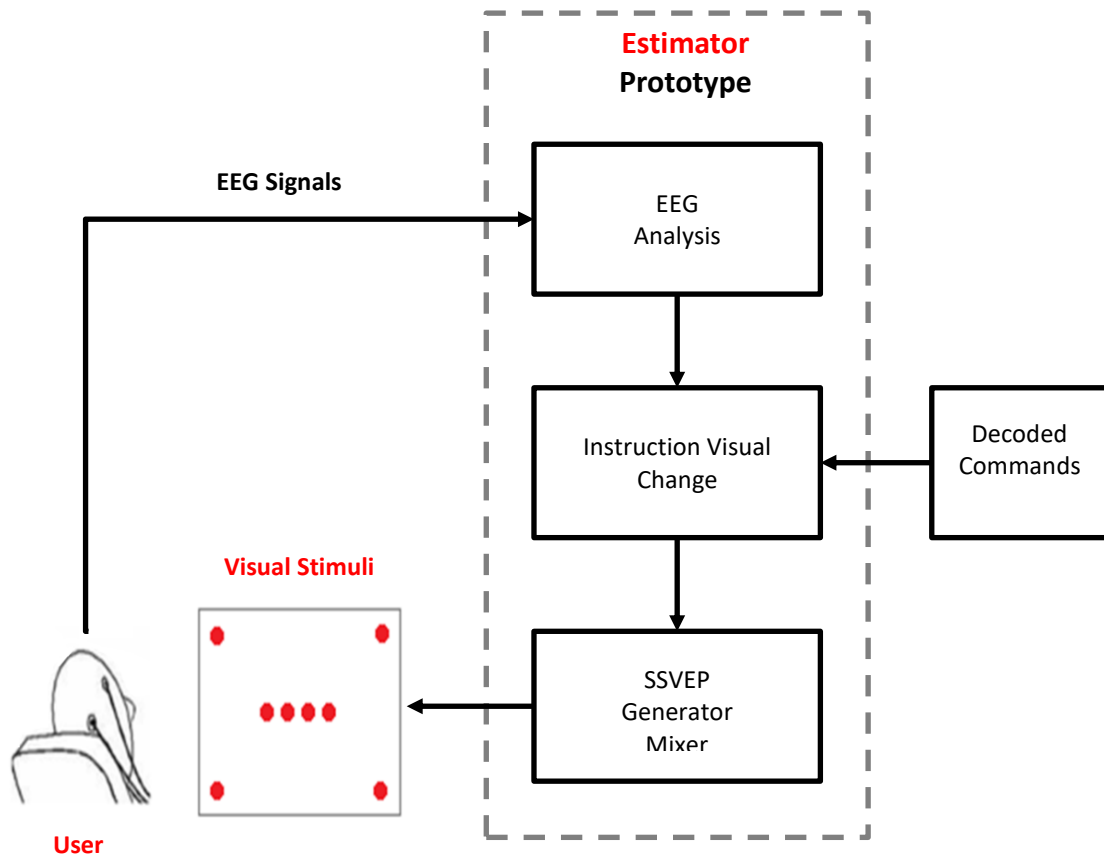 Estimator
Prototype
EEG Signals
EEG
Analysis
Instruction Visual
Change
Decoded
Commands
Visual Stimuli
SSVEP
Generator
Mixer
User